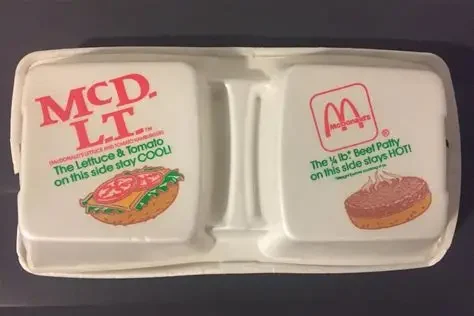 McD.
L.T.™
(McDONALD'S LETTUCE AND TOMATO HAMBURGER)
The Lettuce & Tomato
on this side stay COOL!
McDonald's
®
The ¼ lb* Beef Patty
on this side stays HOT!